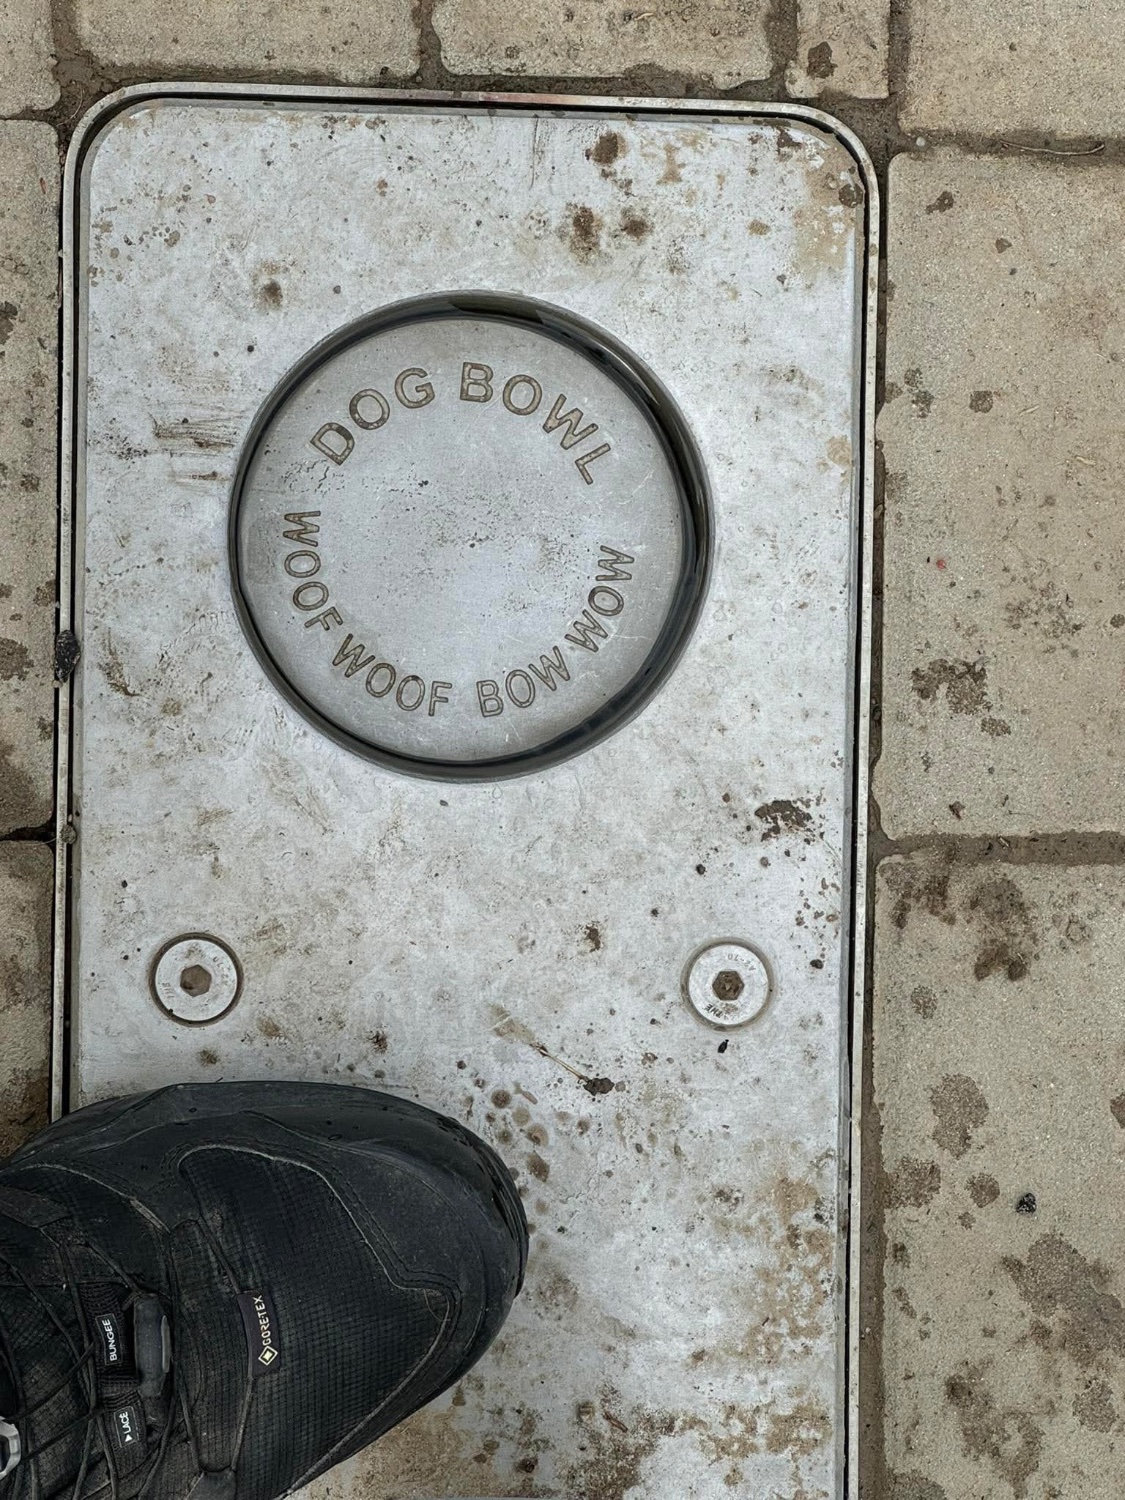 DOG BOWL
WOOF WOOF BOW WOW
GORE-TEX
BUNGEE
LACE